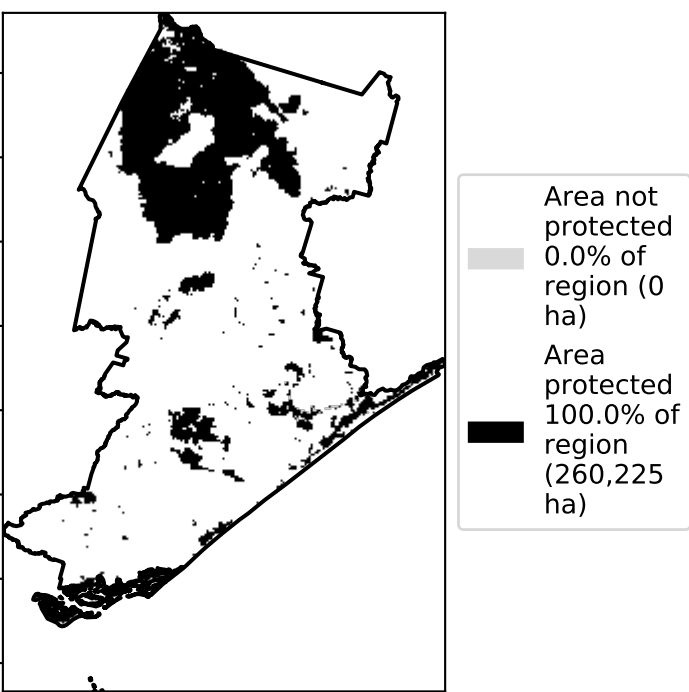 Area not
protected
0.0% of
region (0
ha)
Area
protected
100.0% of
region
(260,225
ha)